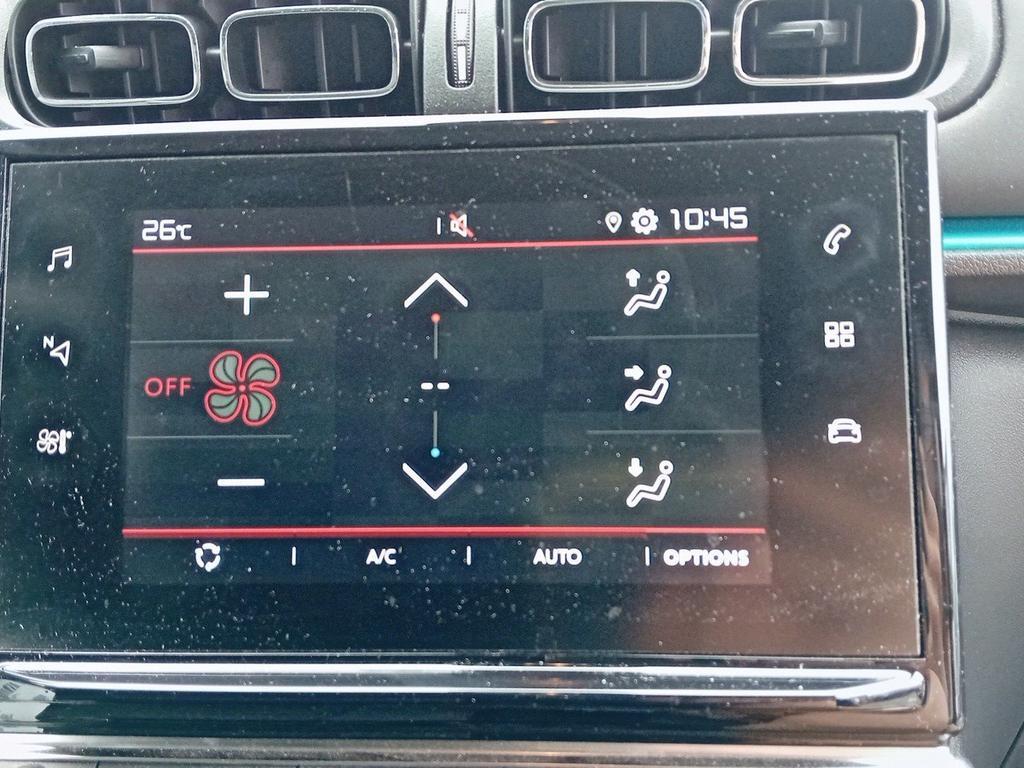 26°C
10:45
N
OFF
--
A/C
AUTO
OPTIONS